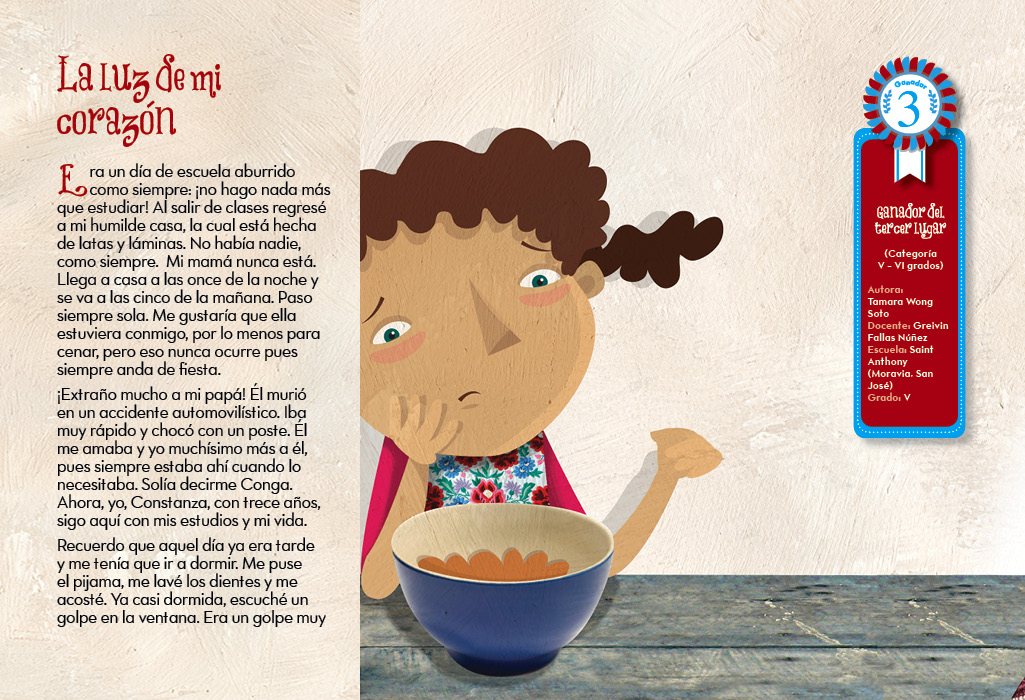 La luz de mi
corazón
Era un día de escuela aburrido
como siempre: ¡no hago nada más
que estudiar! Al salir de clases regresé
a mi humilde casa, la cual está hecha
de latas y láminas. No había nadie,
como siempre.  Mi mamá nunca está.
Llega a casa a las once de la noche y
se va a las cinco de la mañana. Paso
siempre sola. Me gustaría que ella
estuviera conmigo, por lo menos para
cenar, pero eso nunca ocurre pues
siempre anda de fiesta.
¡Extraño mucho a mi papá! Él murió
en un accidente automovilístico. Iba
muy rápido y chocó con un poste. Él
me amaba y yo muchísimo más a él,
pues siempre estaba ahí cuando lo
necesitaba. Solía decirme Conga.
Ahora, yo, Constanza, con trece años,
sigo aquí con mis estudios y mi vida.
Recuerdo que aquel día ya era tarde
y me tenía que ir a dormir. Me puse
el pijama, me lavé los dientes y me
acosté. Ya casi dormida, escuché un
golpe en la ventana. Era un golpe muy
Ganador
3
Ganador del
tercer lugar
(Categoría
V - VI grados)
Autora:
Tamara Wong
Soto
Docente: Greivin
Fallas Núñez
Escuela: Saint
Anthony
(Moravia. San
José)
Grado: V